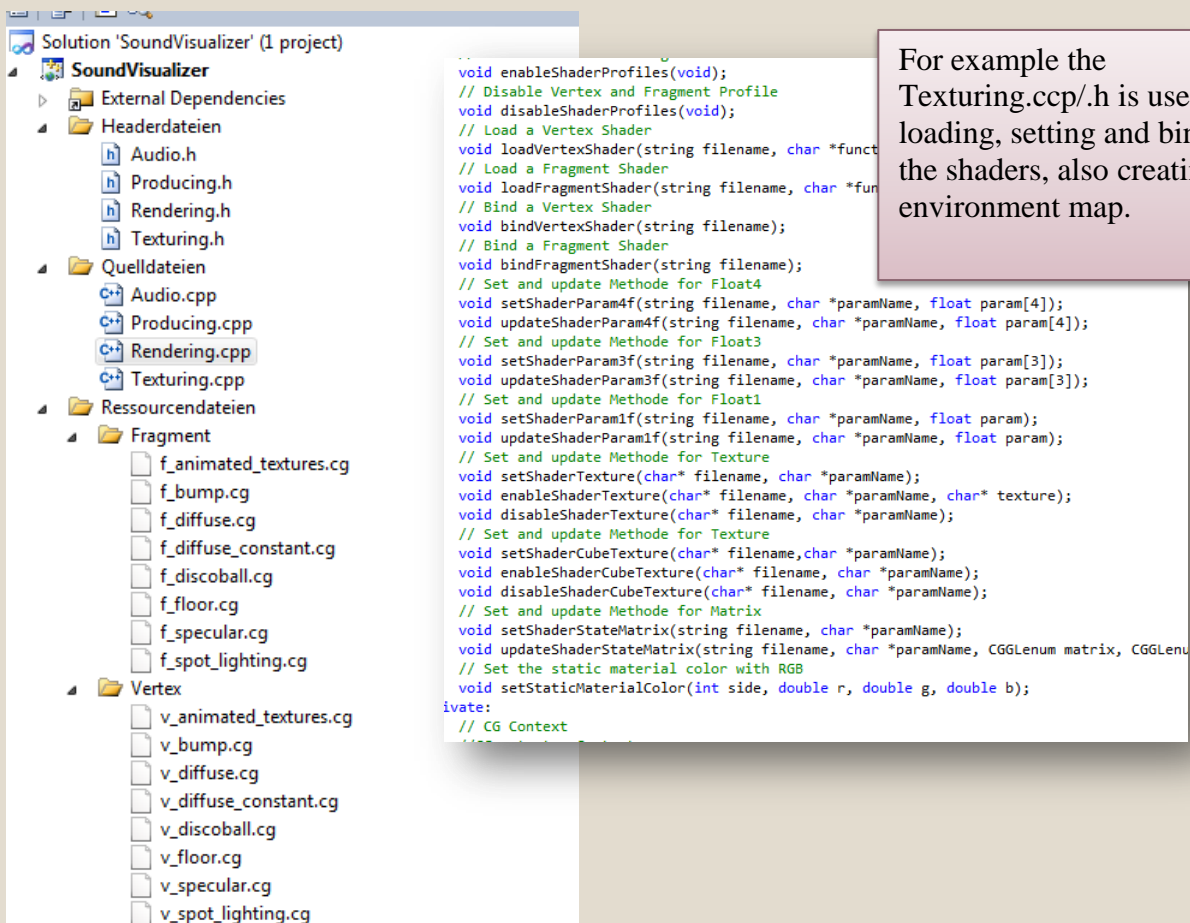 Solution 'SoundVisualizer' (1 project)
SoundVisualizer
External Dependencies
Headerdateien
Audio.h
Producing.h
Rendering.h
Texturing.h
Quelldateien
Audio.cpp
Producing.cpp
Rendering.cpp
Texturing.cpp
Ressourcendateien
Fragment
f_animated_textures.cg
f_bump.cg
f_diffuse.cg
f_diffuse_constant.cg
f_discoball.cg
f_floor.cg
f_specular.cg
f_spot_lighting.cg
Vertex
v_animated_textures.cg
v_bump.cg
v_diffuse.cg
v_diffuse_constant.cg
v_discoball.cg
v_floor.cg
v_specular.cg
v_spot_lighting.cg
void enableShaderProfiles(void);
// Disable Vertex and Fragment Profile
void disableShaderProfiles(void);
// Load a Vertex Shader
void loadVertexShader(string filename, char *funct
// Load a Fragment Shader
void loadFragmentShader(string filename, char *fun
// Bind a Vertex Shader
void bindVertexShader(string filename);
// Bind a Fragment Shader
void bindFragmentShader(string filename);
// Set and update Methode for Float4
void setShaderParam4f(string filename, char *paramName, float param[4]);
void updateShaderParam4f(string filename, char *paramName, float param[4]);
// Set and update Methode for Float3
void setShaderParam3f(string filename, char *paramName, float param[3]);
void updateShaderParam3f(string filename, char *paramName, float param[3]);
// Set and update Methode for Float1
void setShaderParam1f(string filename, char *paramName, float param);
void updateShaderParam1f(string filename, char *paramName, float param);
// Set and update Methode for Texture
void setShaderTexture(char* filename, char *paramName);
void enableShaderTexture(char* filename, char *paramName, char* texture);
void disableShaderTexture(char* filename, char *paramName);
// Set and update Methode for Texture
void setShaderCubeTexture(char* filename,char *paramName);
void enableShaderCubeTexture(char* filename, char *paramName);
void disableShaderCubeTexture(char* filename, char *paramName);
// Set and update Methode for Matrix
void setShaderStateMatrix(string filename, char *paramName);
void updateShaderStateMatrix(string filename, char *paramName, CGGLenum matrix, CGGLenu
// Set the static material color with RGB
void setStaticMaterialColor(int side, double r, double g, double b);
ivate:
// CG Context
For example the
Texturing.ccp/.h is use
loading, setting and bin
the shaders, also creati
environment map.